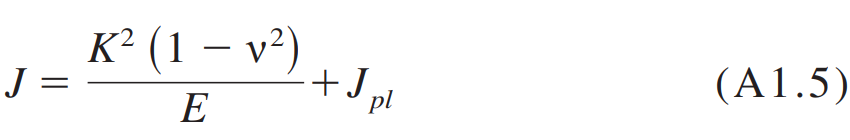 J = K² (1 − ν²) / E + J_pl (A1.5)